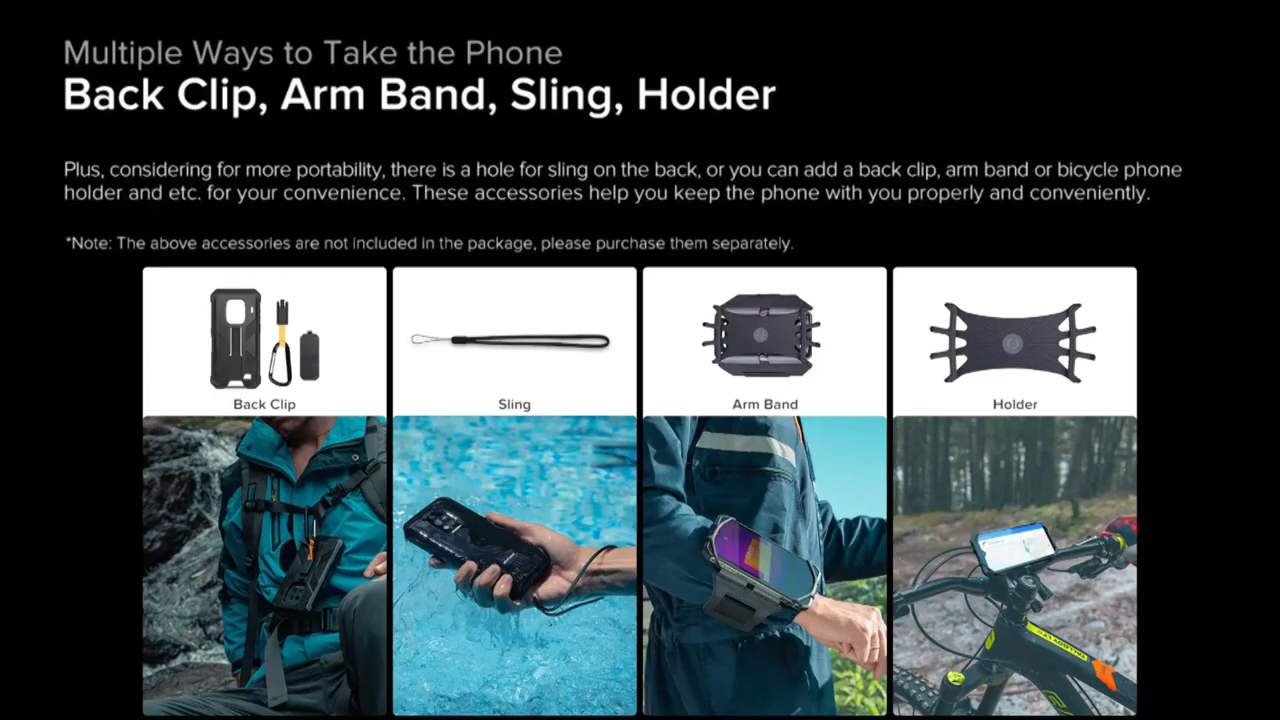 Multiple Ways to Take the Phone
Back Clip, Arm Band, Sling, Holder
Plus, considering for more portability, there is a hole for sling on the back, or you can add a back clip, arm band or bicycle phone
holder and etc. for your convenience. These accessories help you keep the phone with you properly and conveniently.
*Note: The above accessories are not included in the package, please purchase them separately.
Back Clip
Sling
Arm Band
Holder